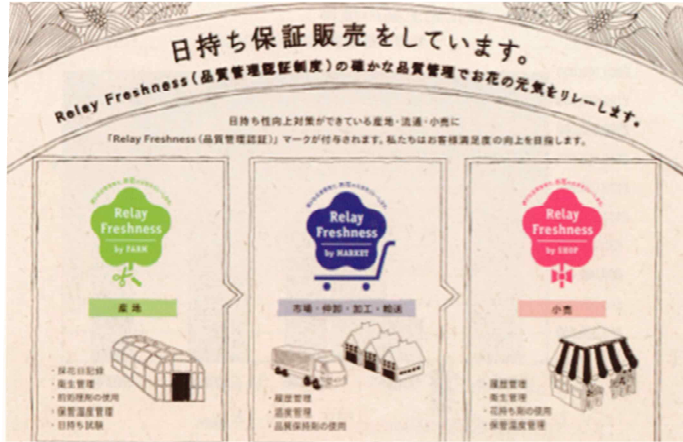 日持ち保証販売をしています。
Relay Freshness(品質管理認証制度)の確かな品質管理でお花の元気をリレーします。
日持ち性向上対策ができている産地・流通・小売に
「Relay Freshness(品質管理認証)」マークが付与されます。私たちはお客様満足度の向上を目指します。
Relay
Freshness
by FARM
産地
・採花日記録
・衛生管理
・前処理剤の使用
・保管温度管理
・日持ち試験
Relay
Freshness
by MARKET
市場・仲卸・加工・輸送
・履歴管理
・温度管理
・品質保持剤の使用
Relay
Freshness
by SHOP
小売
・履歴管理
・衛生管理
・花持ち剤の使用
・保管温度管理